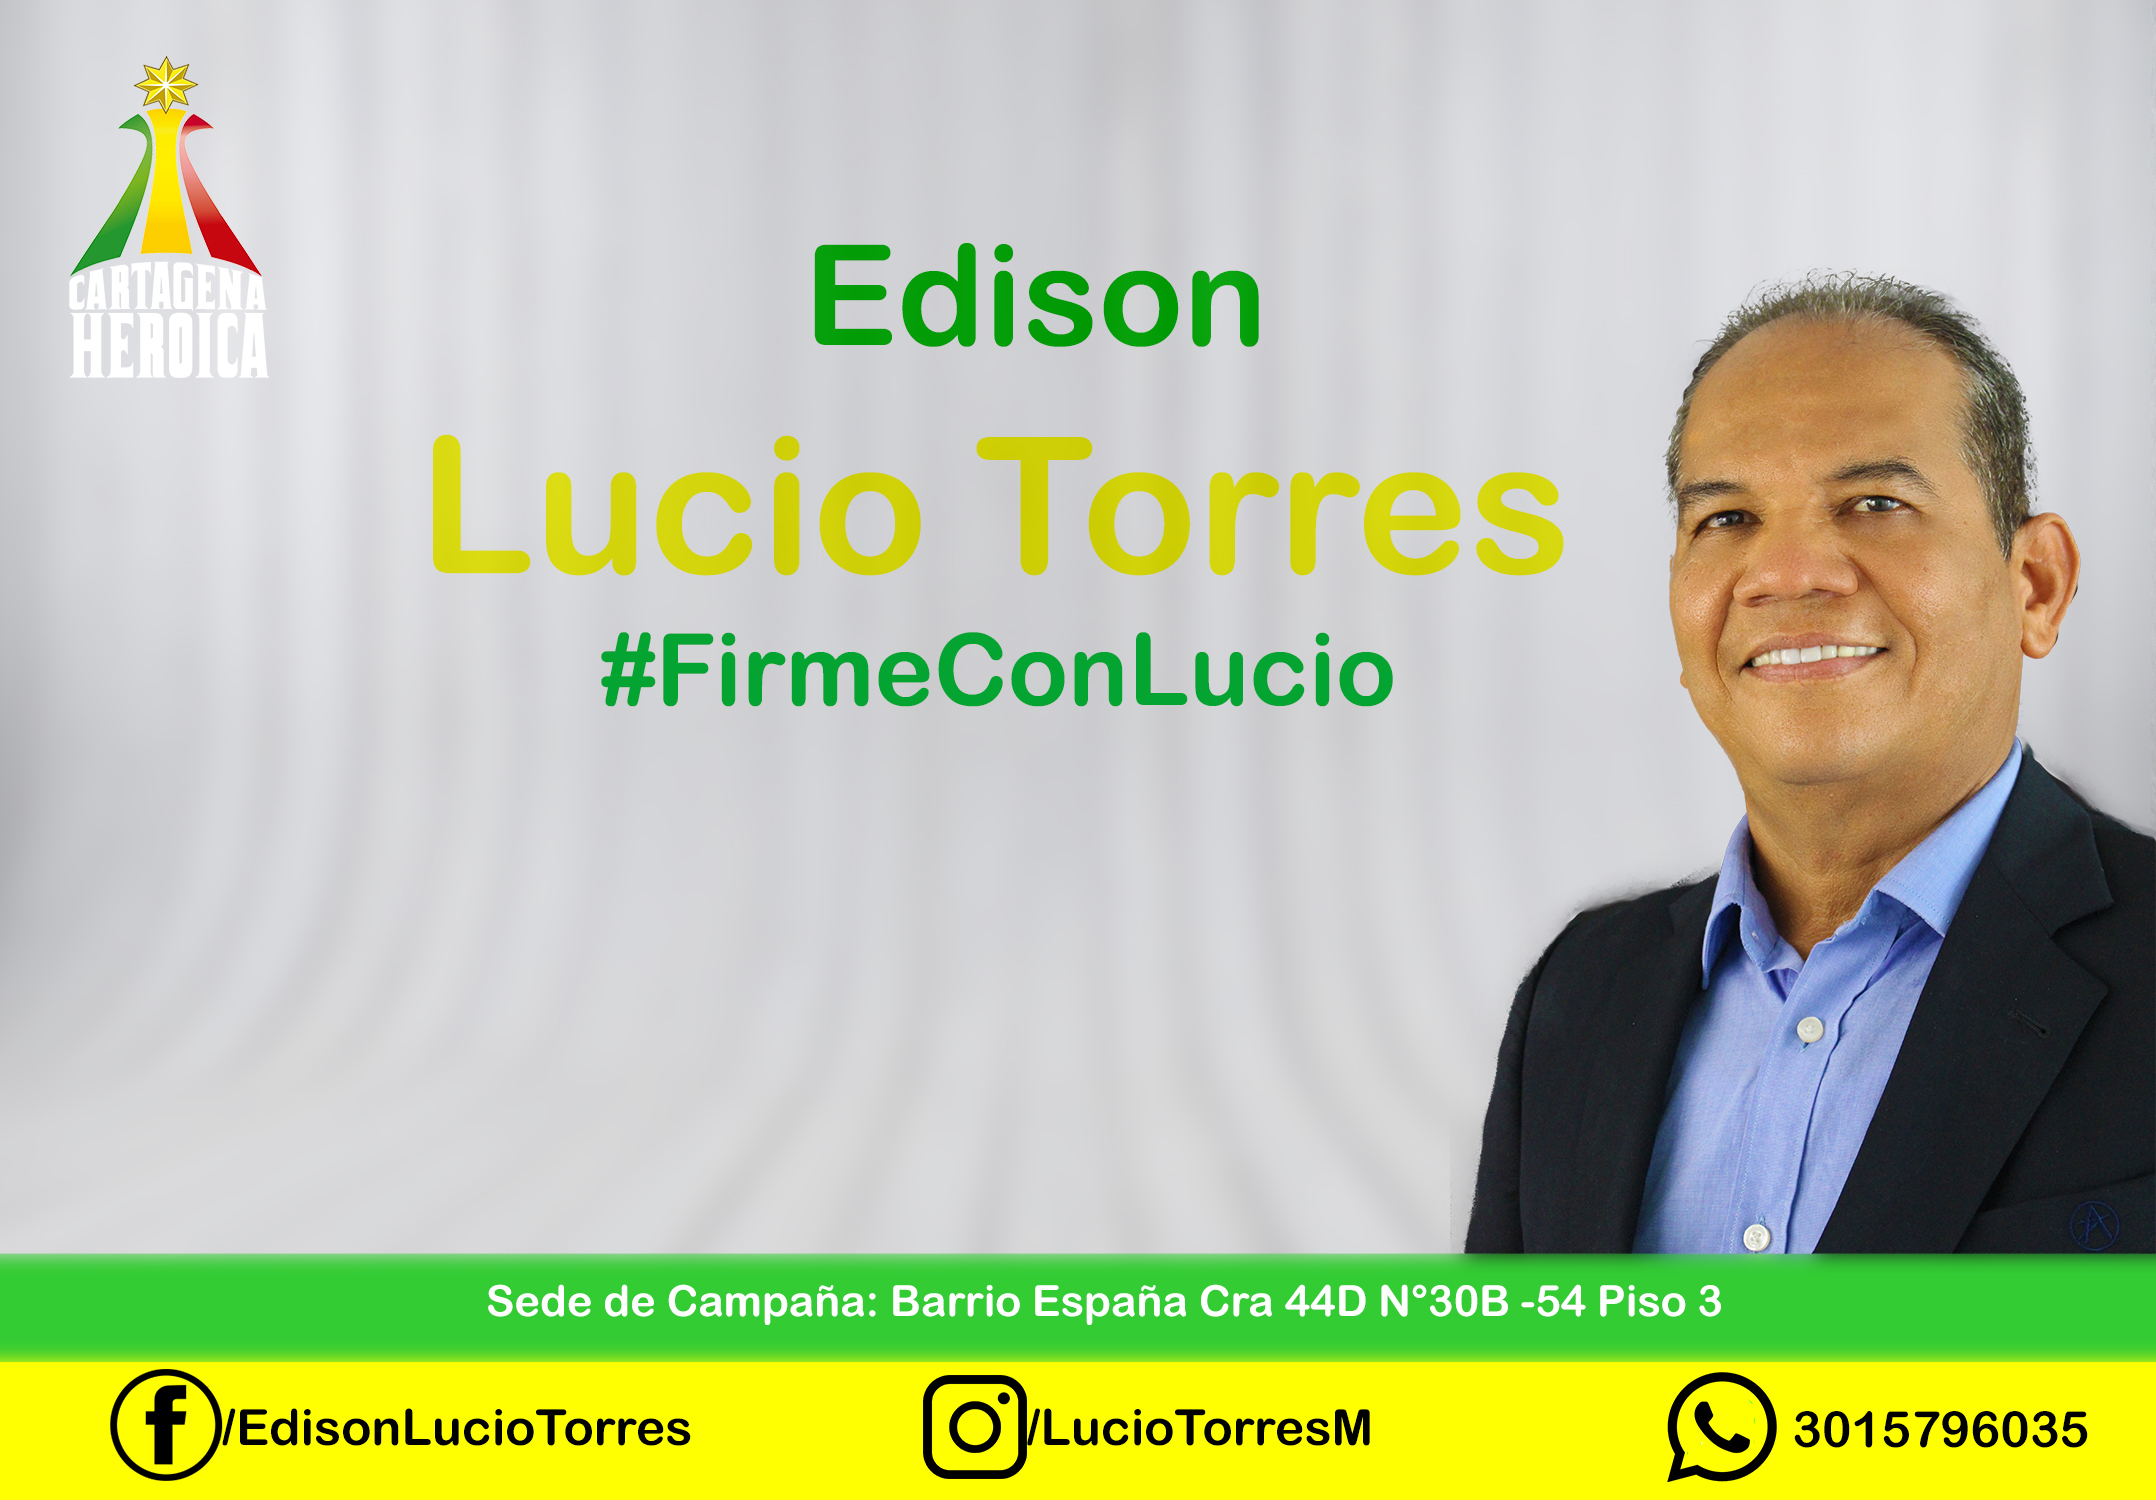 CARTAGENA
HEROICA
Edison
Lucio Torres
#FirmeConLucio
Sede de Campaña: Barrio España Cra 44D N°30B -54 Piso 3
/EdisonLucioTorres
/LucioTorresM
3015796035